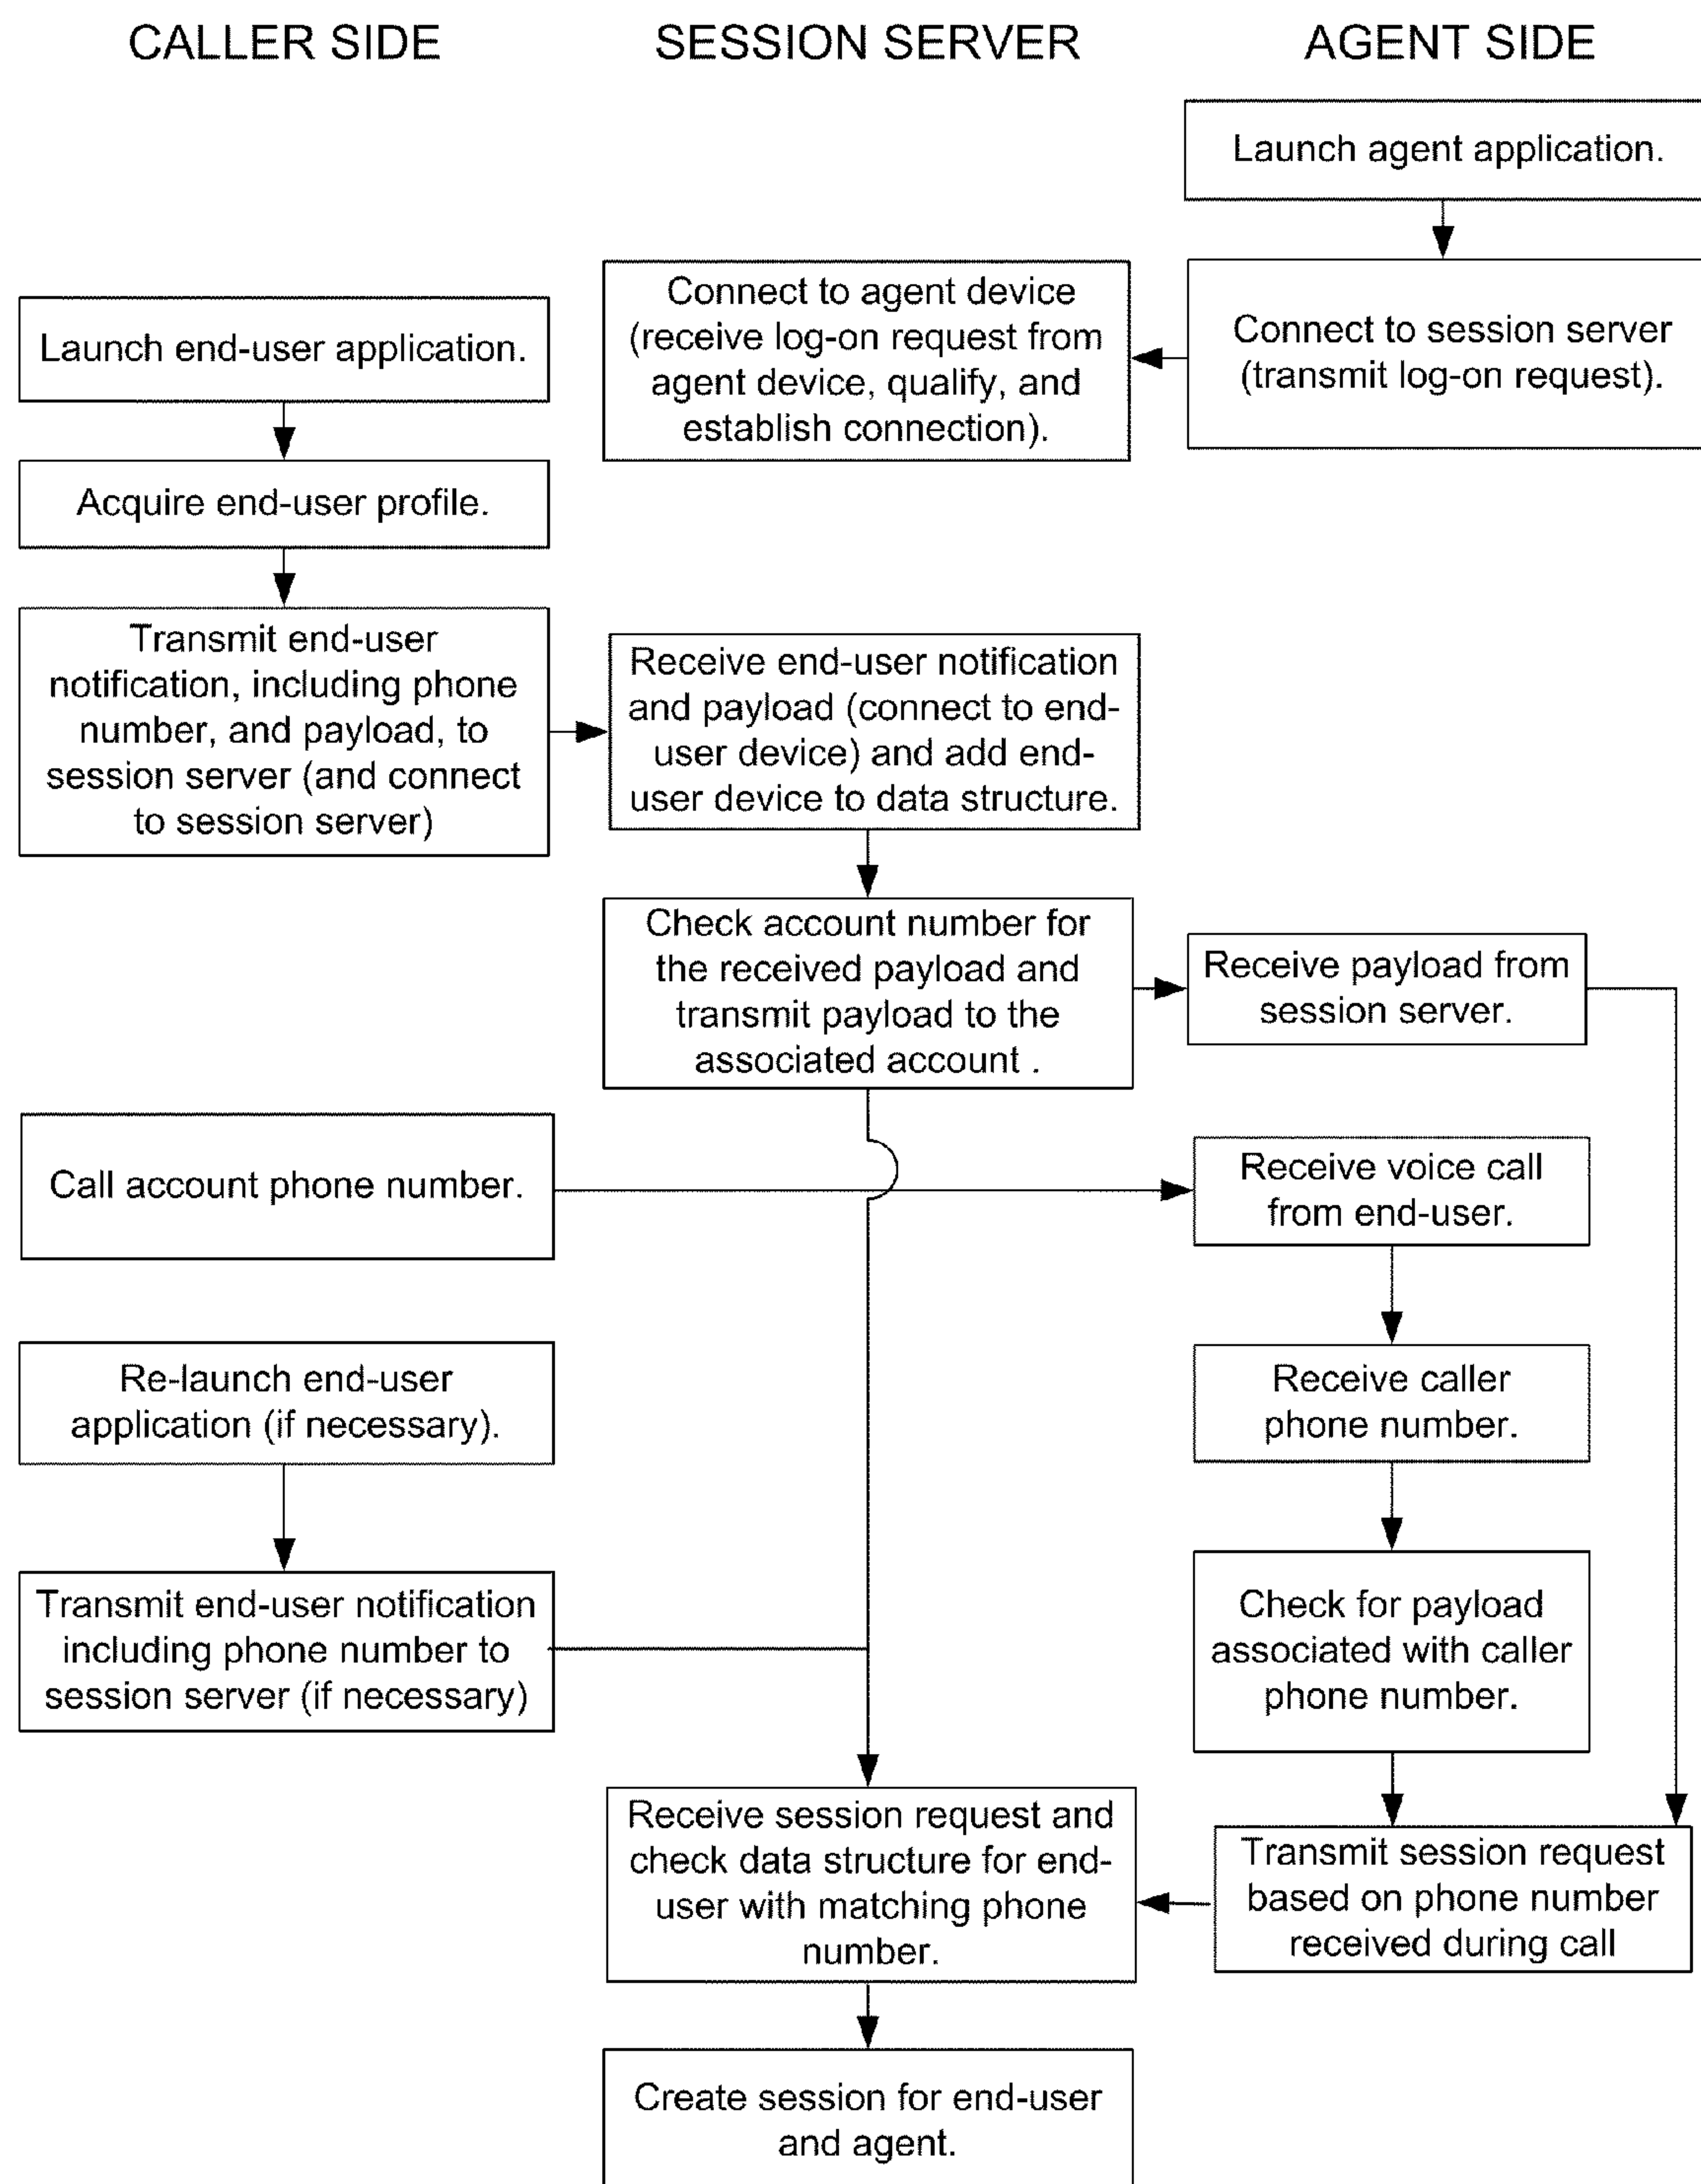 CALLER SIDE
SESSION SERVER
AGENT SIDE
Launch agent application.
Connect to session server
(transmit log-on request).
Connect to agent device
(receive log-on request from
agent device, qualify, and
establish connection).
Launch end-user application.
Acquire end-user profile.
Transmit end-user
notification, including phone
number, and payload, to
session server (and connect
to session server)
Receive end-user notification
and payload (connect to end-
user device) and add end-
user device to data structure.
Check account number for
the received payload and
transmit payload to the
associated account .
Receive payload from
session server.
Call account phone number.
Receive voice call
from end-user.
Receive caller
phone number.
Re-launch end-user
application (if necessary).
Transmit end-user notification
including phone number to
session server (if necessary)
Check for payload
associated with caller
phone number.
Transmit session request
based on phone number
received during call
Receive session request and
check data structure for end-
user with matching phone
number.
Create session for end-user
and agent.